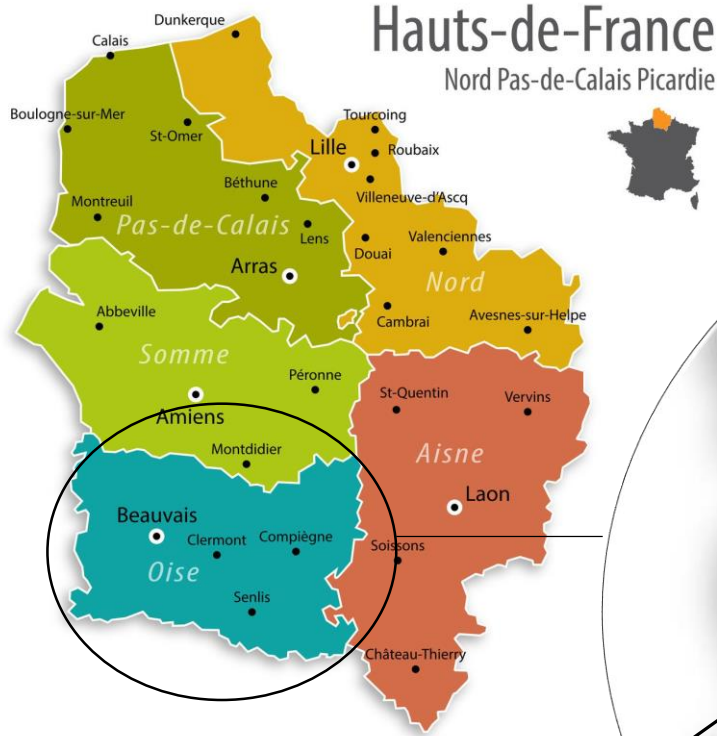 Hauts-de-France
Nord Pas-de-Calais Picardie
Dunkerque
Calais
Boulogne-sur-Mer
St-Omer
Tourcoing
Lille
Roubaix
Béthune
Villeneuve-d'Ascq
Montreuil
Pas-de-Calais
Lens
Douai
Valenciennes
Arras
Nord
Abbeville
Cambrai
Avesnes-sur-Helpe
Somme
Péronne
St-Quentin
Vervins
Amiens
Montdidier
Aisne
Laon
Beauvais
Clermont
Compiègne
Soissons
Oise
Senlis
Château-Thierry